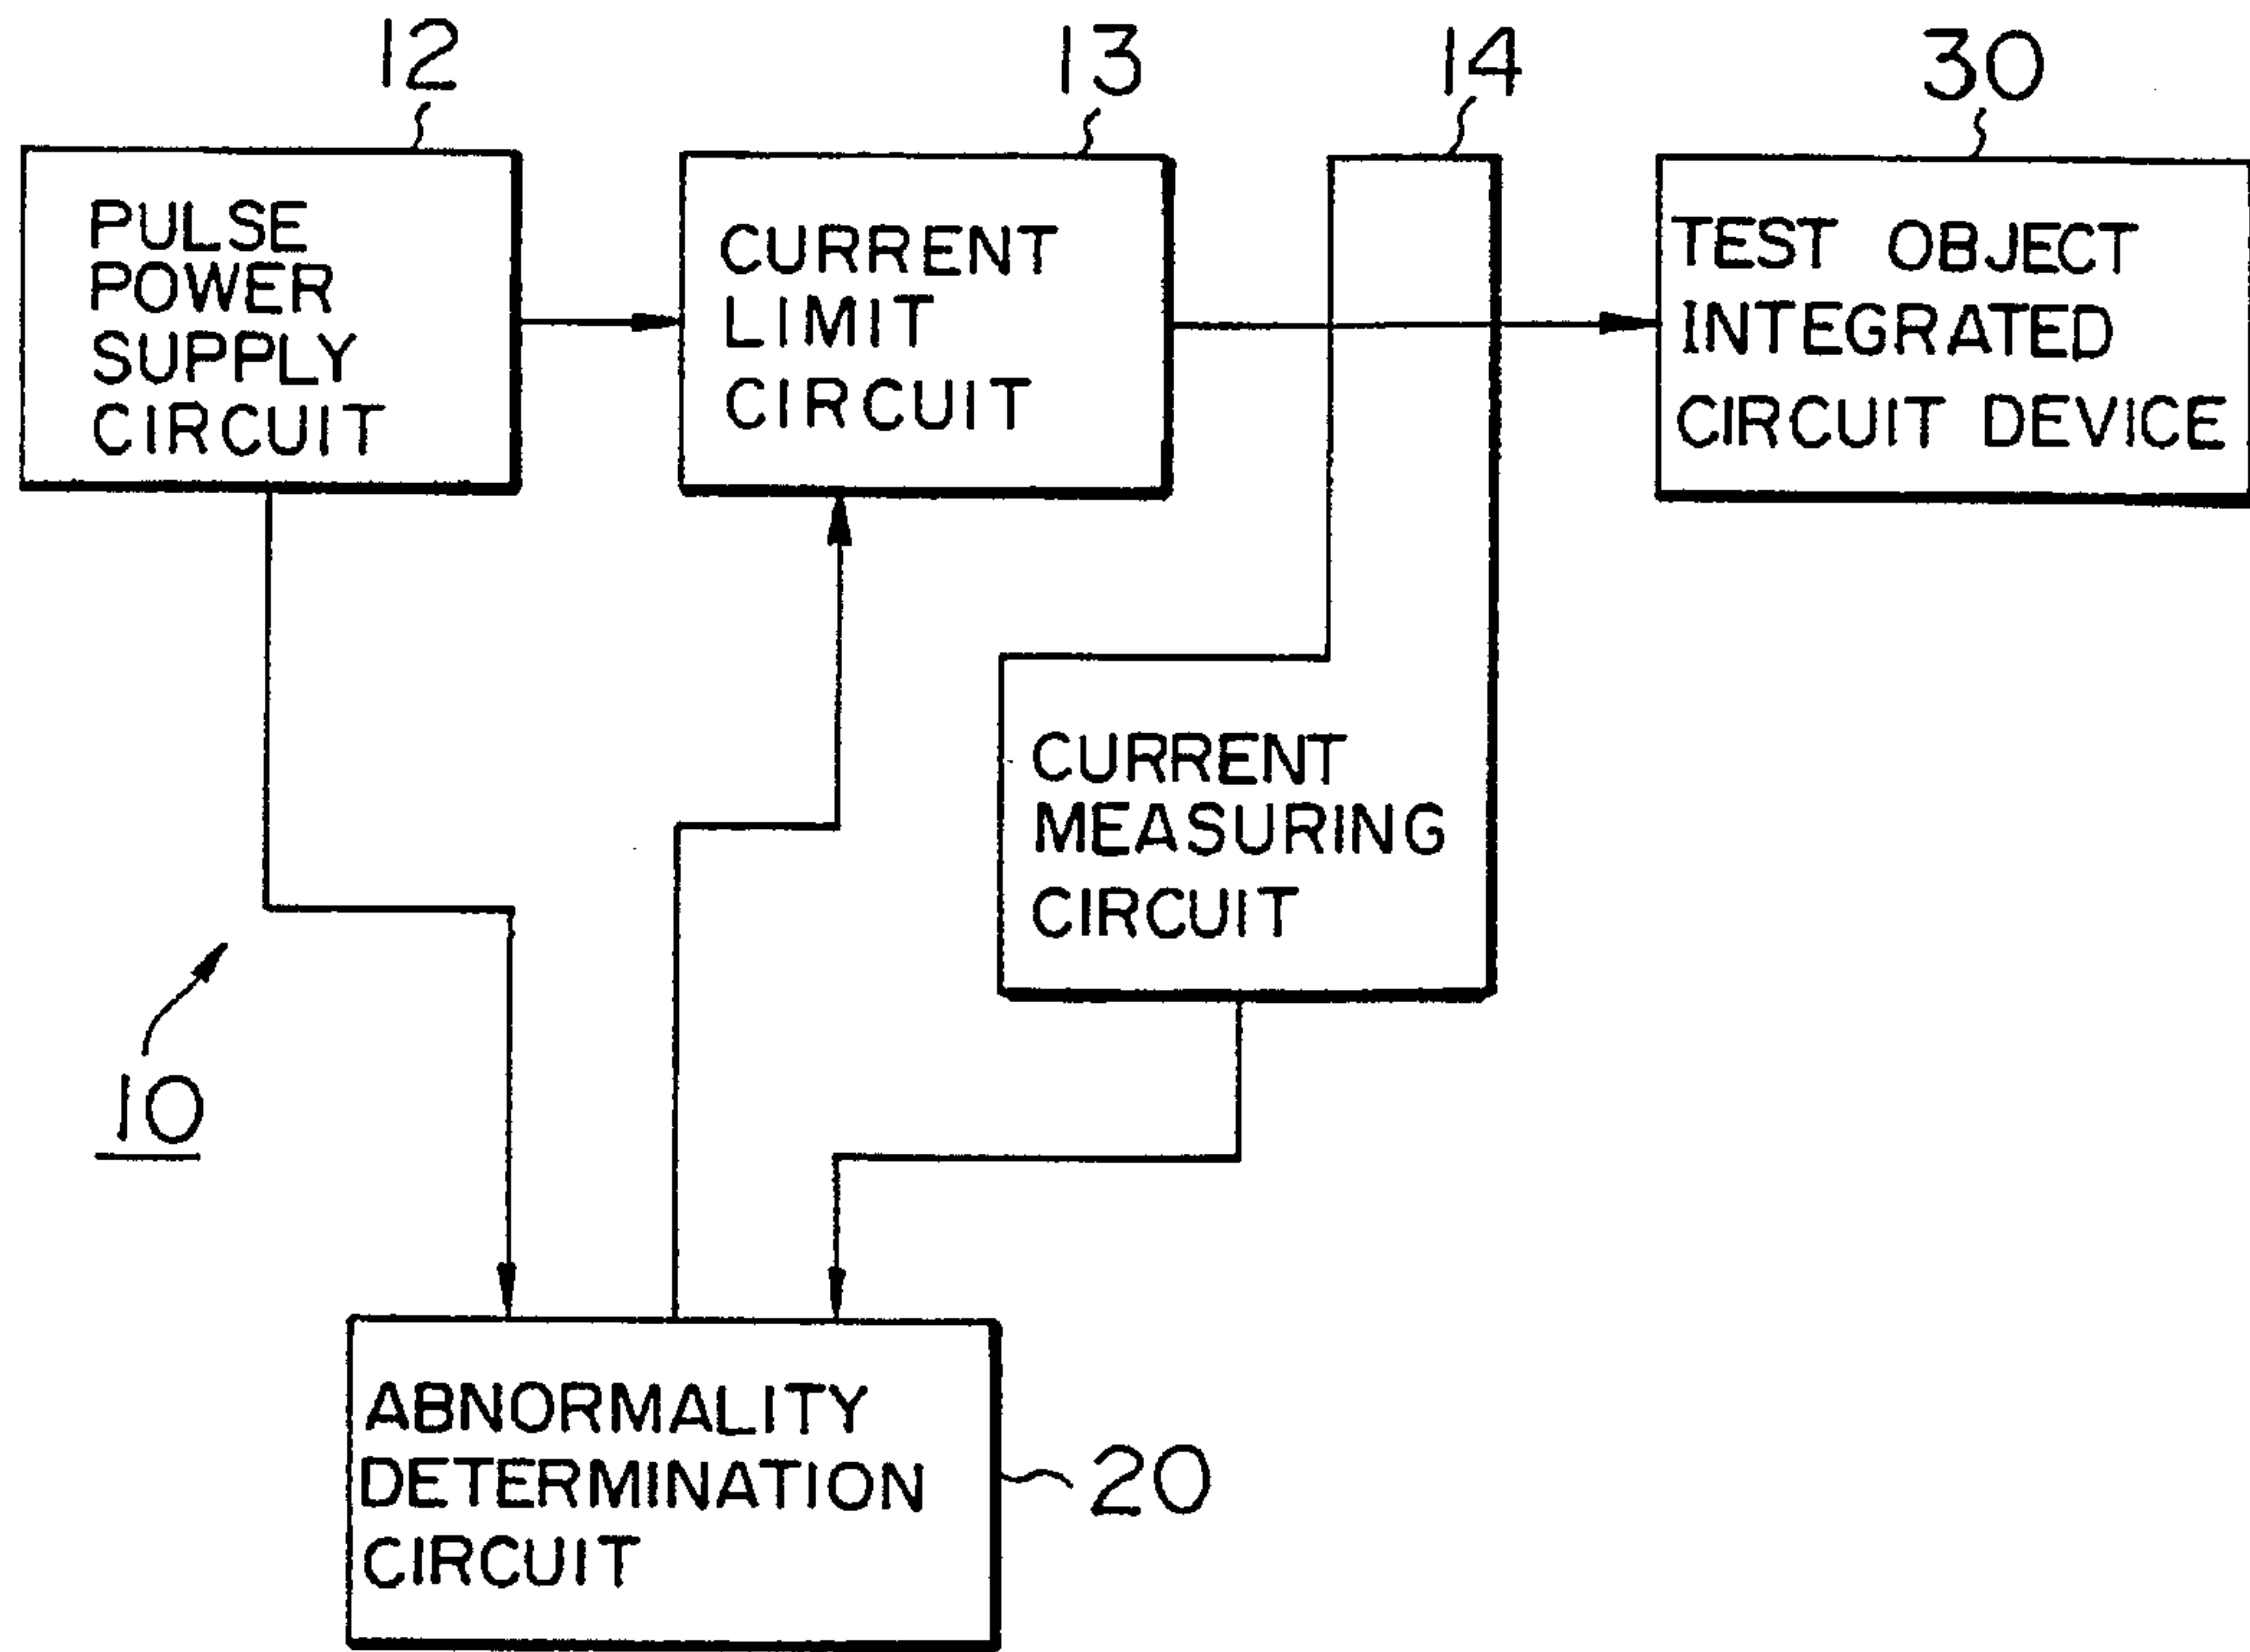 12
13
14
30
PULSE
POWER
SUPPLY
CIRCUIT
CURRENT
LIMIT
CIRCUIT
TEST OBJECT
INTEGRATED
CIRCUIT DEVICE
CURRENT
MEASURING
CIRCUIT
10
ABNORMALITY
DETERMINATION
CIRCUIT
20